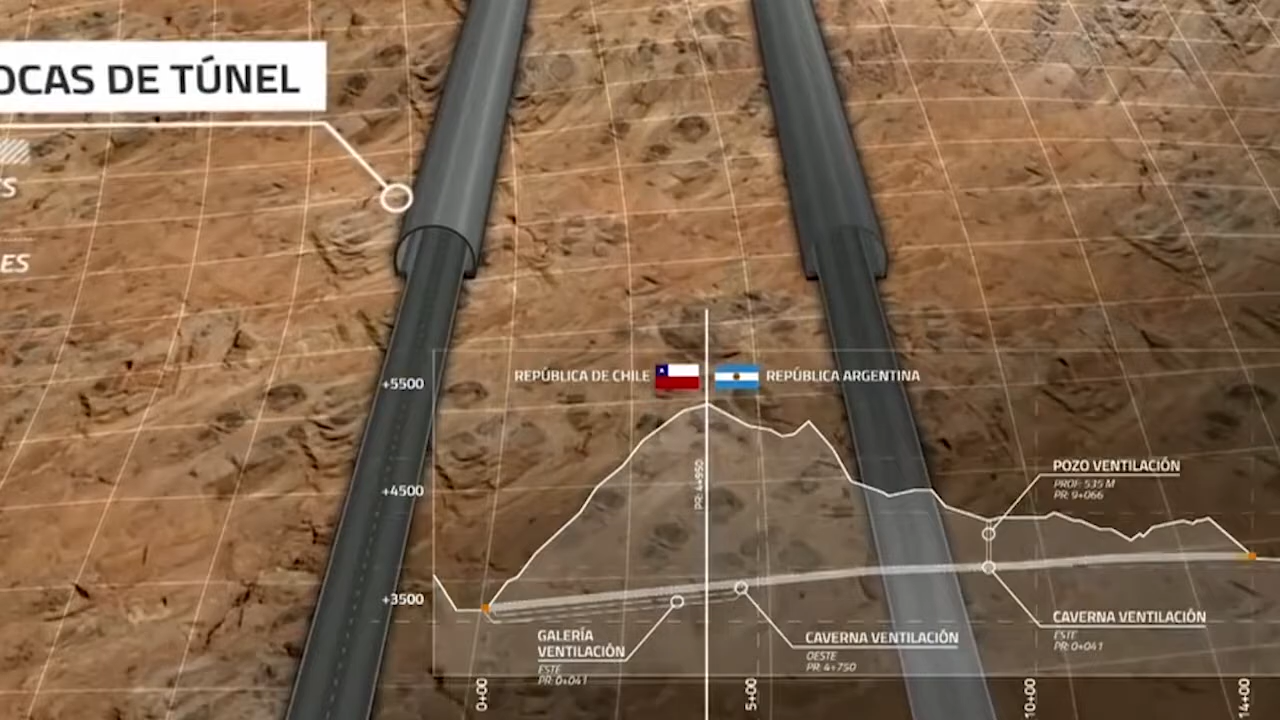 OCAS DE TÚNEL
S
ES
REPÚBLICA DE CHILE
REPÚBLICA ARGENTINA
+5500
+4500
+3500
PR: 4+950
POZO VENTILACIÓN
PROF: 535 M
PR: 9+066
GALERÍA
VENTILACIÓN
ESTE
PR: 0+041
CAVERNA VENTILACIÓN
OESTE
PR: 4+750
CAVERNA VENTILACIÓN
ESTE
PR: 0+041
0+00
5+00
10+00
14+00